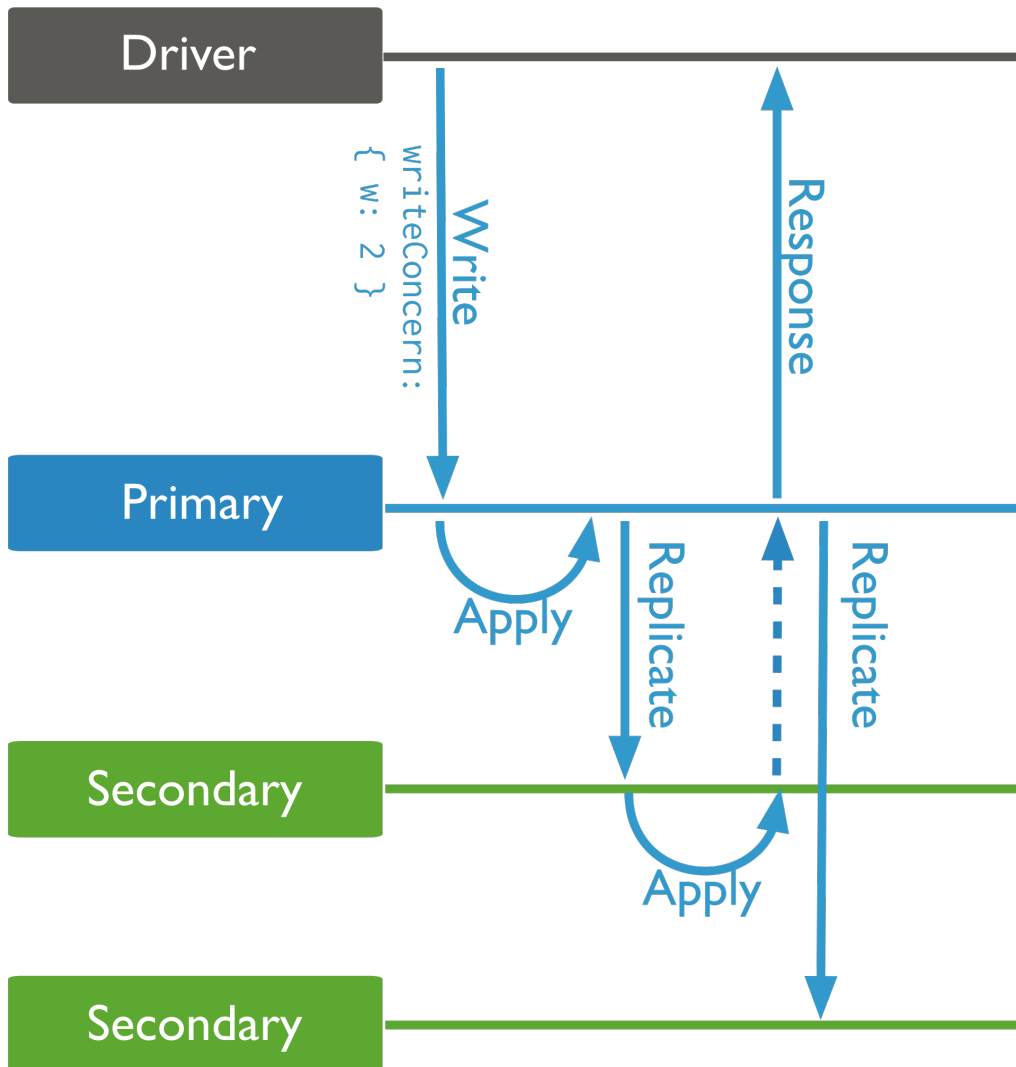 Driver
Write
writeConcern:
{ w: 2 }
Response
Primary
Apply
Replicate
Replicate
Secondary
Apply
Secondary